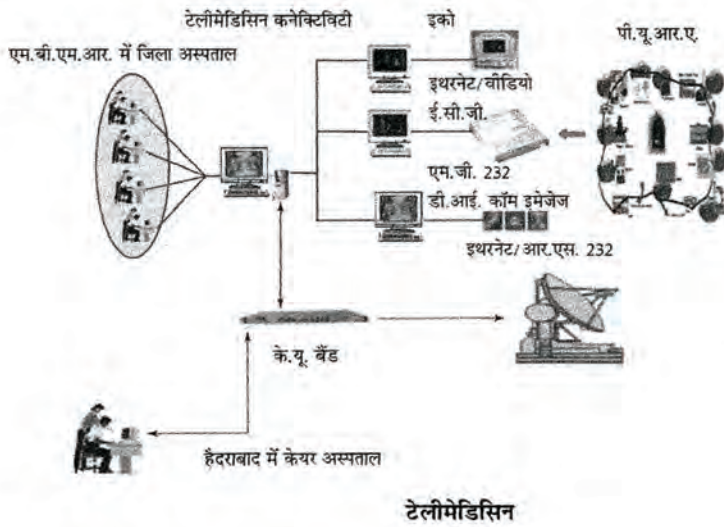 टेलीमेडिसिन कनेक्टिविटी
इको
पी.यू.आर.ए.
एम.बी.एम.आर. में जिला अस्पताल
इथरनेट/वीडियो
ई.सी.जी.
एम.जी. 232
डी.आई. कॉम इमेजेज
इथरनेट/आर.एस. 232
के.यू. बैंड
हैदराबाद में केयर अस्पताल
टेलीमेडिसिन